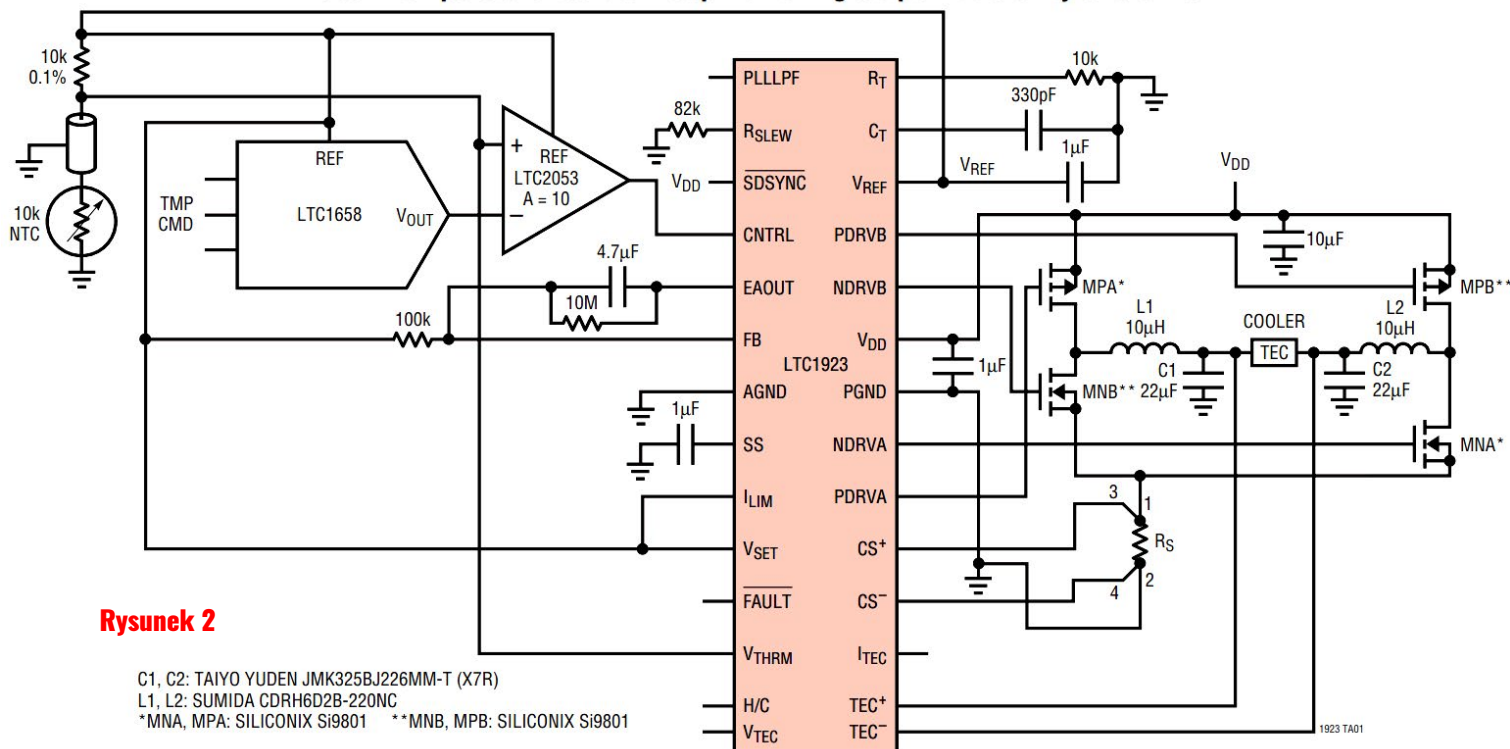 10k
0.1%
10k
NTC
TMP
CMD
REF
LTC1658
VOUT
+
−
REF
LTC2053
A = 10
82k
VDD
4.7µF
10M
100k
1µF
PLLLPF
RSLEW
SDSYNC
CNTRL
EAOUT
FB
AGND
SS
ILIM
VSET
FAULT
VTHRM
H/C
VTEC
LTC1923
RT
CT
VREF
PDRVB
NDRVB
VDD
PGND
NDRVA
PDRVA
CS+
CS−
ITEC
TEC+
TEC−
10k
330pF
1µF
VREF
VDD
10µF
MPA*
MPB**
L1
10µH
COOLER
TEC
L2
10µH
1µF
MNB**
C1
22µF
C2
22µF
MNA*
3
1
RS
4
2
Rysunek 2
C1, C2: TAIYO YUDEN JMK325BJ226MM-T (X7R)
L1, L2: SUMIDA CDRH6D2B-220NC
*MNA, MPA: SILICONIX Si9801 **MNB, MPB: SILICONIX Si9801
1923 TA01